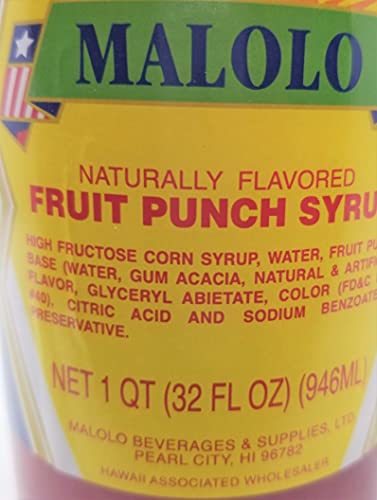 MALOLO
NATURALLY FLAVORED
FRUIT PUNCH SYRU
HIGH FRUCTOSE CORN SYRUP, WATER, FRUIT PU
BASE (WATER, GUM ACACIA, NATURAL & ARTIFI
FLAVOR, GLYCERYL ABIETATE, COLOR (FD&C
#40), CITRIC ACID AND SODIUM BENZOATE
PRESERVATIVE.
NET 1 QT (32 FL OZ) (946ML)
MALOLO BEVERAGES & SUPPLIES, LTD.
PEARL CITY, HI 96782
HAWAII ASSOCIATED WHOLESALER